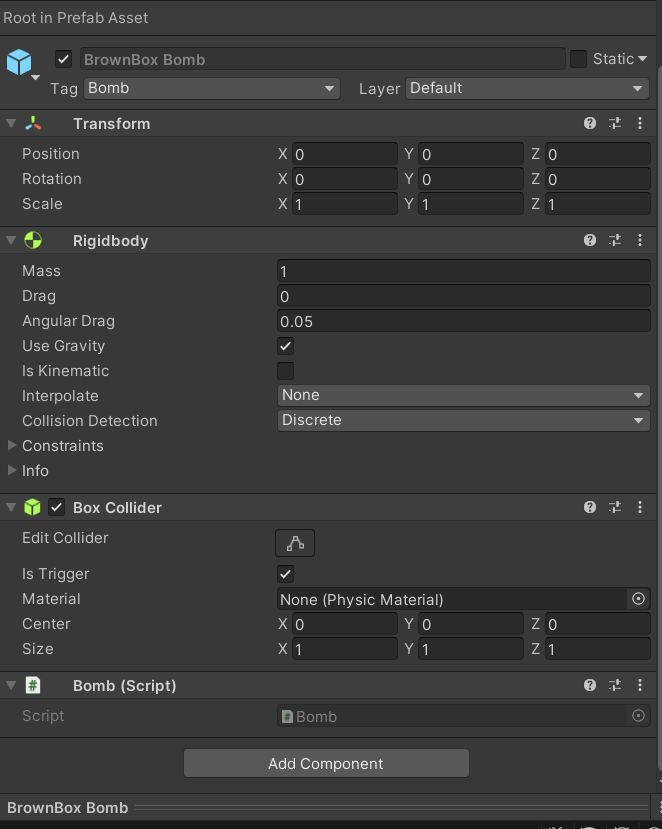 Root in Prefab Asset
BrownBox Bomb Static
Tag Bomb Layer Default
Transform
Position X 0 Y 0 Z 0
Rotation X 0 Y 0 Z 0
Scale X 1 Y 1 Z 1
Rigidbody
Mass 1
Drag 0
Angular Drag 0.05
Use Gravity
Is Kinematic
Interpolate None
Collision Detection Discrete
Constraints
Info
Box Collider
Edit Collider
Is Trigger
Material None (Physic Material)
Center X 0 Y 0 Z 0
Size X 1 Y 1 Z 1
# Bomb (Script)
Script # Bomb
Add Component
BrownBox Bomb